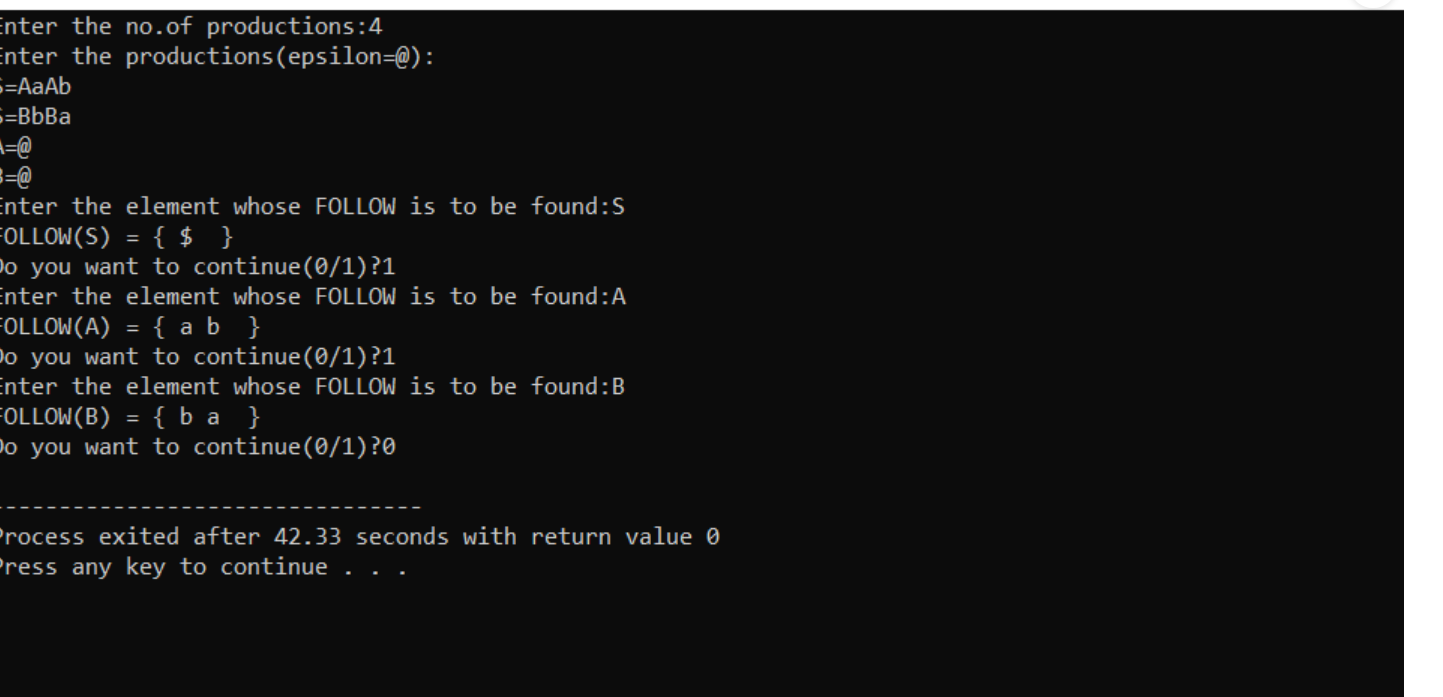 Enter the no.of productions:4
Enter the productions(epsilon=@):
S=AaAb
S=BbBa
A=@
B=@
Enter the element whose FOLLOW is to be found:S
FOLLOW(S) = { $  }
Do you want to continue(0/1)?1
Enter the element whose FOLLOW is to be found:A
FOLLOW(A) = { a b  }
Do you want to continue(0/1)?1
Enter the element whose FOLLOW is to be found:B
FOLLOW(B) = { b a  }
Do you want to continue(0/1)?0
--------------------------------
Process exited after 42.33 seconds with return value 0
Press any key to continue . . .